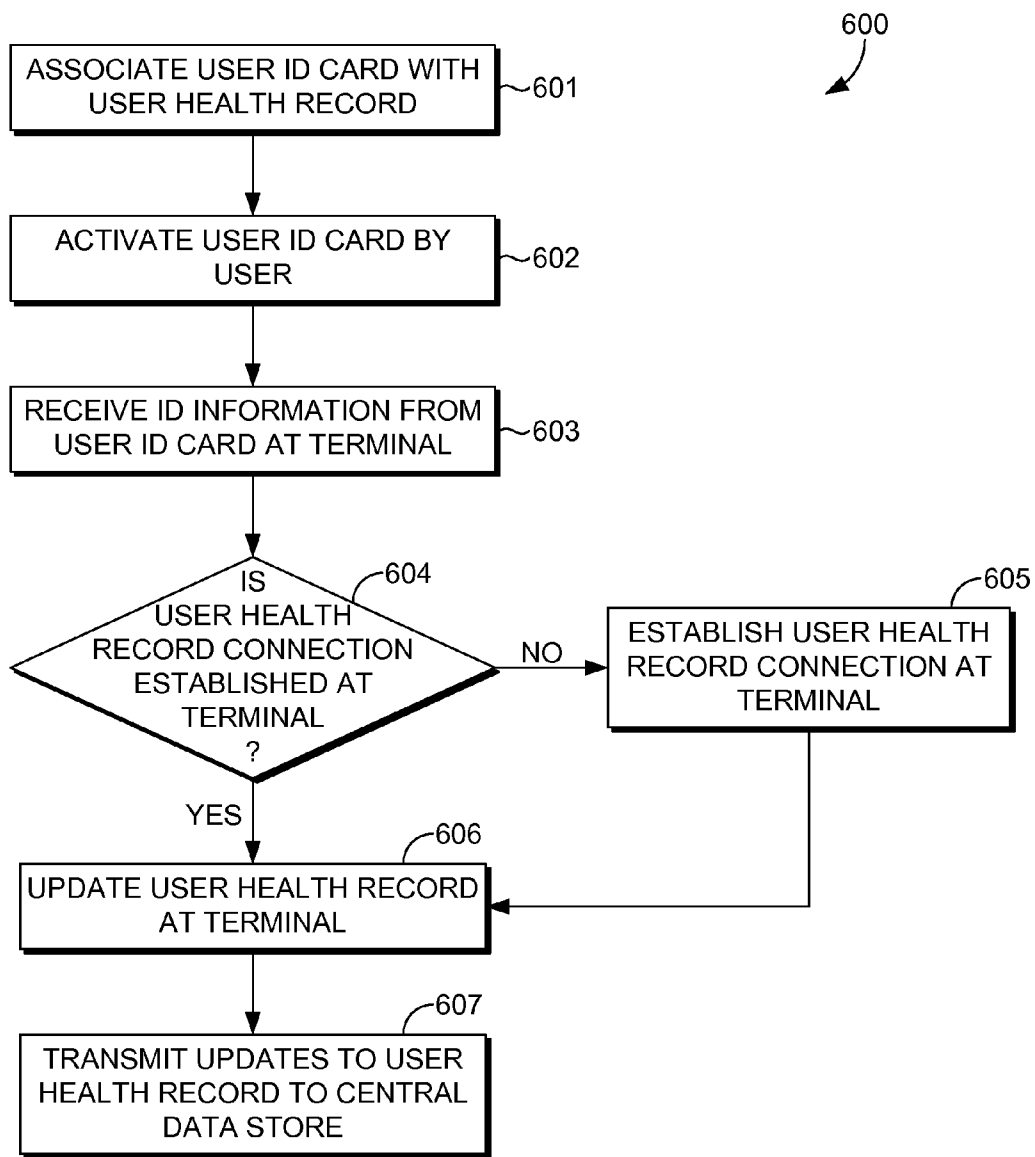 600
ASSOCIATE USER ID CARD WITH
USER HEALTH RECORD
601
ACTIVATE USER ID CARD BY
USER
602
RECEIVE ID INFORMATION FROM
USER ID CARD AT TERMINAL
603
IS
USER HEALTH
RECORD CONNECTION
ESTABLISHED AT
TERMINAL
?
604
NO
605
ESTABLISH USER HEALTH
RECORD CONNECTION AT
TERMINAL
YES
606
UPDATE USER HEALTH RECORD
AT TERMINAL
607
TRANSMIT UPDATES TO USER
HEALTH RECORD TO CENTRAL
DATA STORE